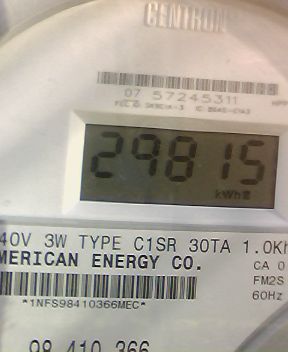 CENTRON
07 57245311
29815
kWh
40V 3W TYPE C1SR 30TA 1.0Kh
MERICAN ENERGY CO.
CA 0
FM2S
60Hz
*1NFS98410366MEC*
98 410 366